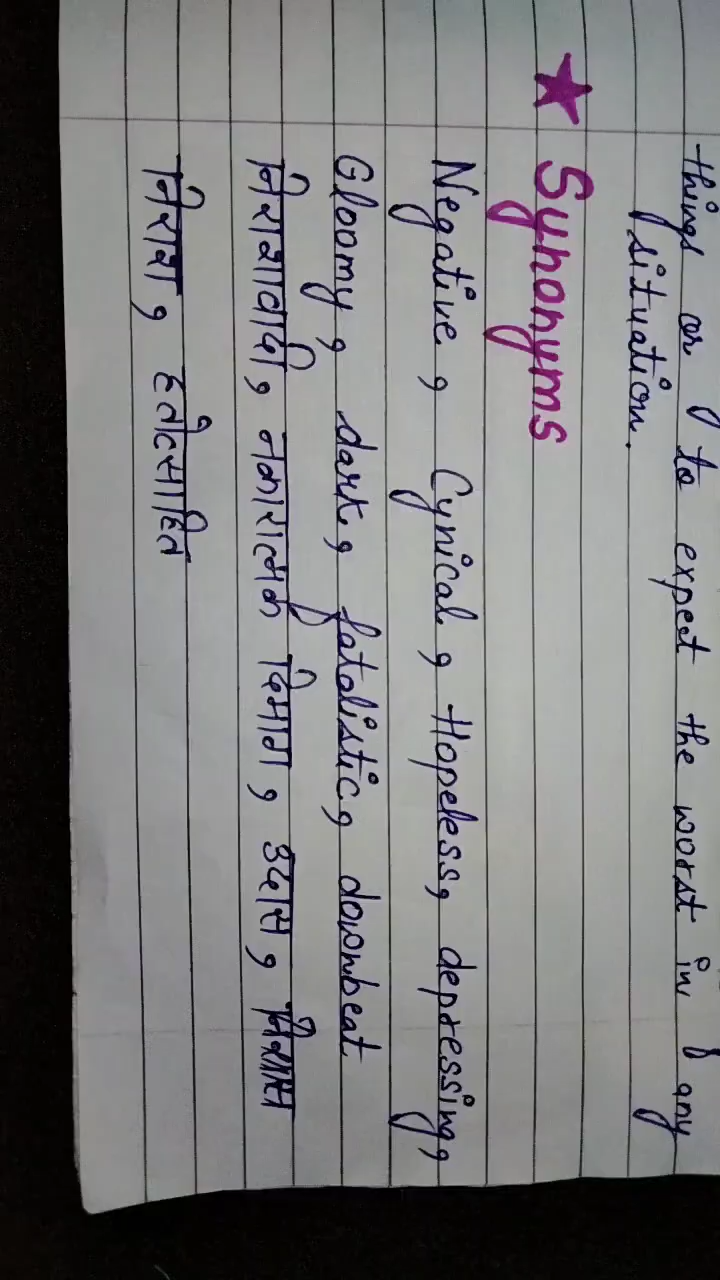 things or to expect the worst in any
situation.
★ Synonyms
Negative, Cynical, Hopeless, depressing,
Gloomy, dark, fatalistic, downbeat
निराशावादी, नकारात्मक दिमाग, उदास,
निराश, हतोत्साहित